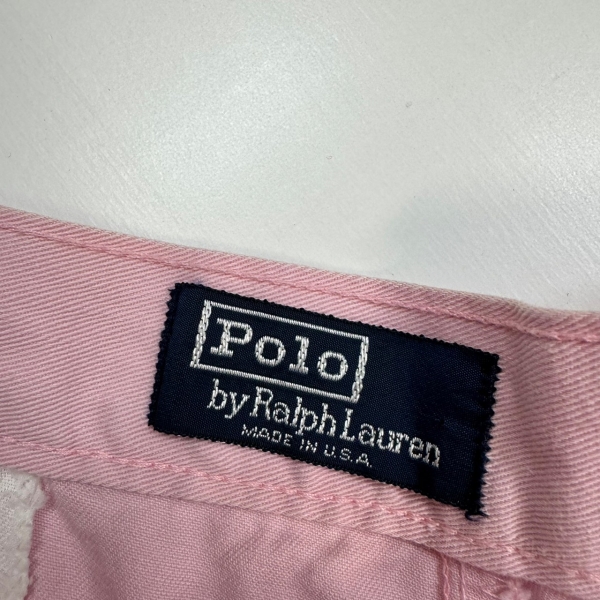 Polo
by Ralph Lauren
MADE IN U.S.A.